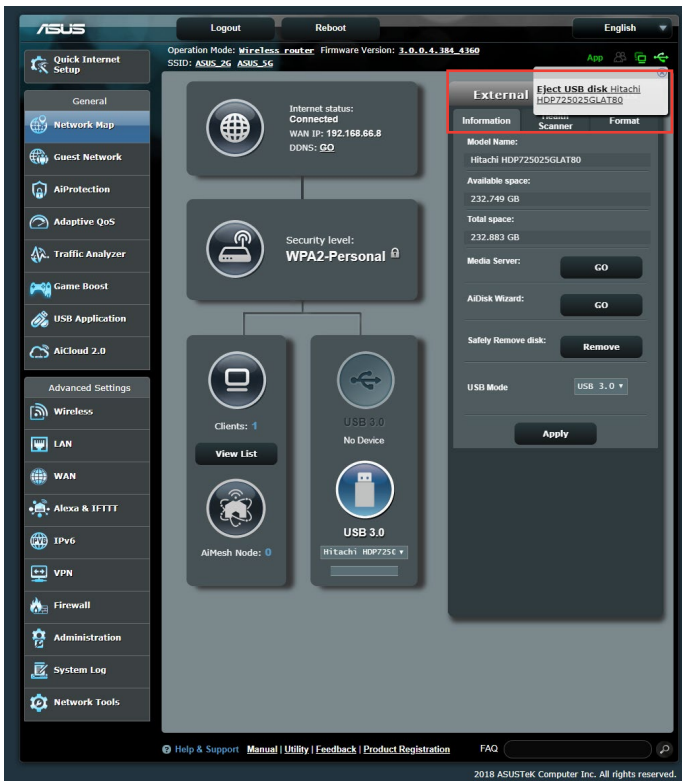 ASUS
Logout
Reboot
English
Quick Internet
Setup
Operation Mode: Wireless router Firmware Version: 3.0.0.4.384_4360
SSID: ASUS_2G ASUS_5G
App
General
Network Map
Guest Network
AiProtection
Adaptive QoS
Traffic Analyzer
Game Boost
USB Application
AiCloud 2.0
Advanced Settings
Wireless
LAN
WAN
Alexa & IFTTT
IPv6
VPN
Firewall
Administration
System Log
Network Tools
Internet status:
Connected
WAN IP: 192.168.66.8
DDNS: GO
Security level:
WPA2-Personal
Clients: 1
View List
AiMesh Node: 0
USB 3.0
No Device
USB 3.0
Hitachi HDP725C
External
Eject USB disk Hitachi
HDP725025GLAT80
Information
Health
Scanner
Format
Model Name:
Hitachi HDP725025GLAT80
Available space:
232.749 GB
Total space:
232.883 GB
Media Server:
GO
AiDisk Wizard:
GO
Safely Remove disk:
Remove
USB Mode
USB 3.0
Apply
Help & Support Manual | Utility | Feedback | Product Registration
FAQ
2018 ASUSTeK Computer Inc. All rights reserved.